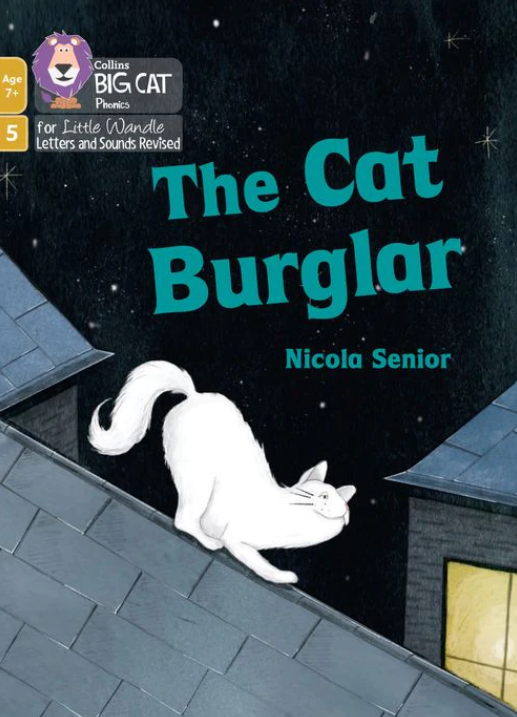 Age
7+
5
Collins
BIG CAT
Phonics
for Little Wandle
Letters and Sounds Revised
The Cat
Burglar
Nicola Senior